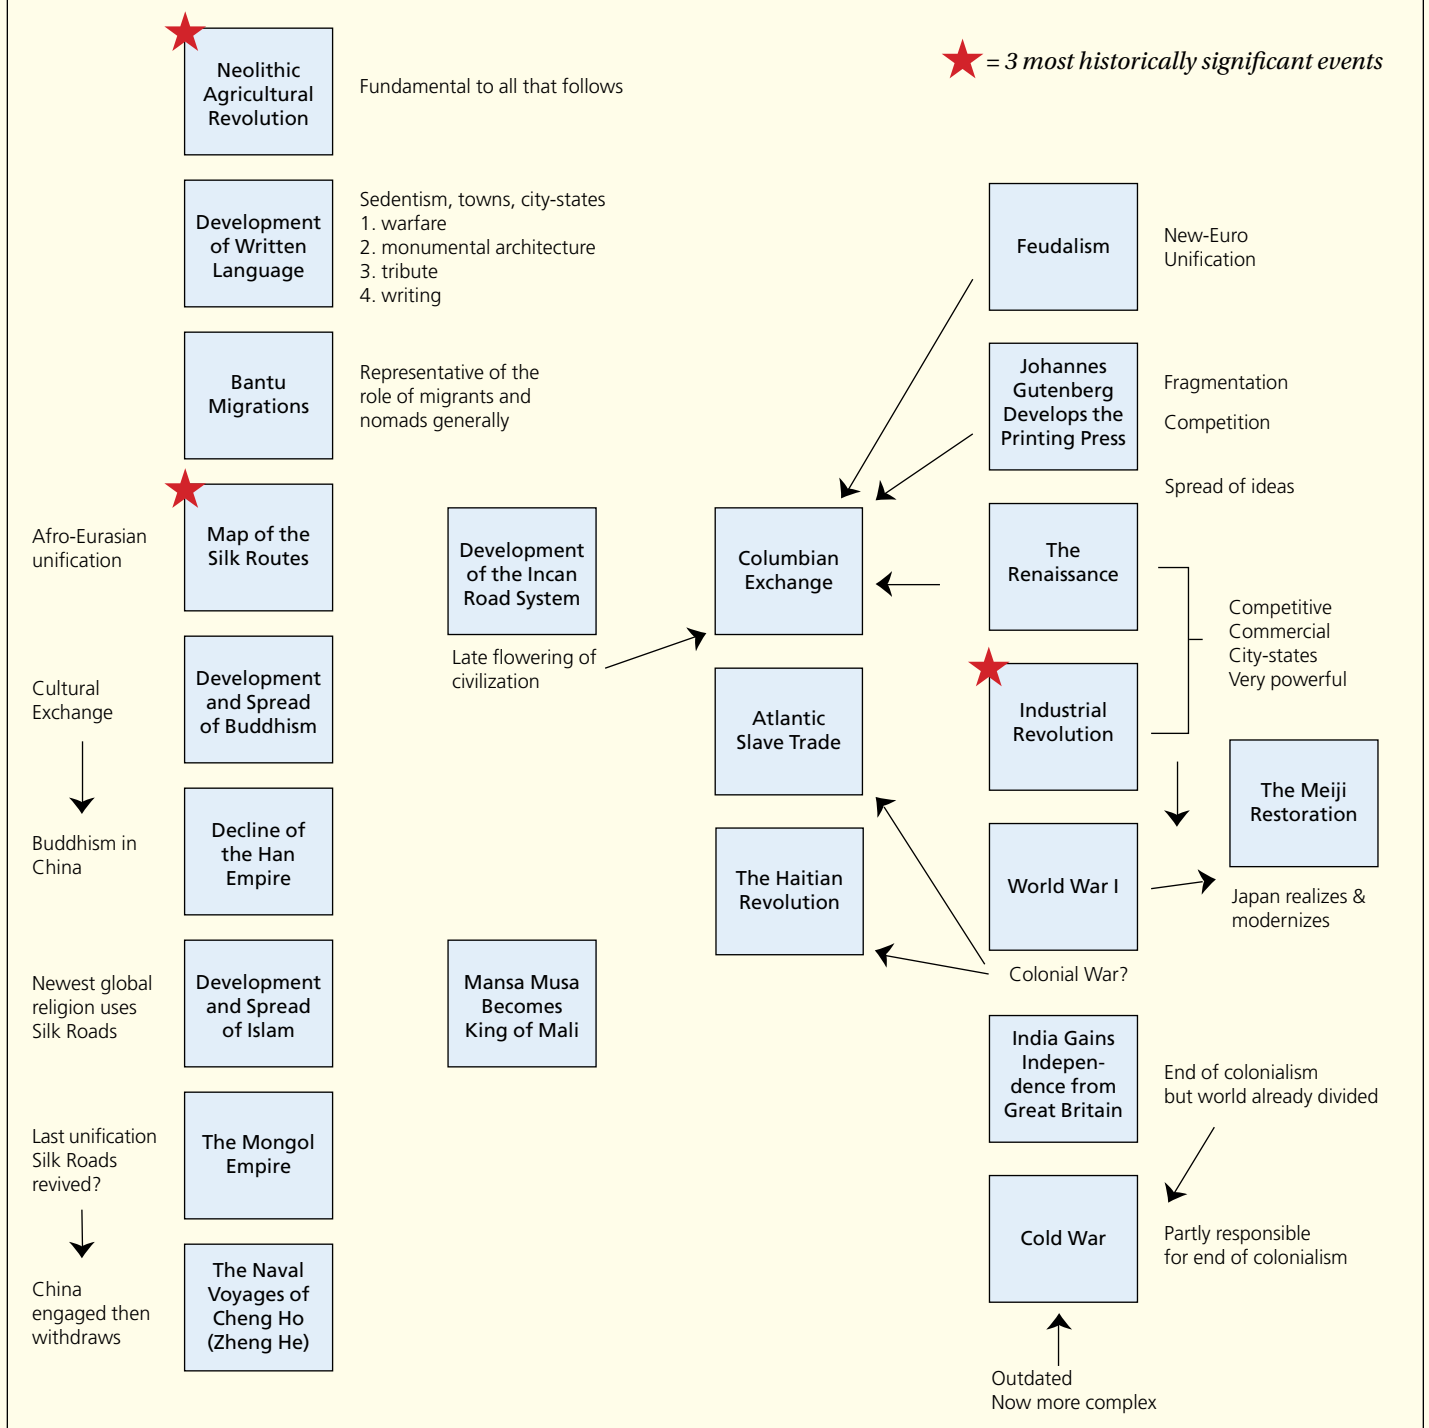 = 3 most historically significant events
Neolithic
Agricultural
Revolution
Fundamental to all that follows
Development
of Written
Language
Sedentism, towns, city-states
1. warfare
2. monumental architecture
3. tribute
4. writing
Bantu
Migrations
Representative of the
role of migrants and
nomads generally
Afro-Eurasian
unification
Map of the
Silk Routes
Cultural
Exchange
Development
and Spread
of Buddhism
Buddhism in
China
Decline of
the Han
Empire
Newest global
religion uses
Silk Roads
Development
and Spread
of Islam
Last unification
Silk Roads
revived?
The Mongol
Empire
China
engaged then
withdraws
The Naval
Voyages of
Cheng Ho
(Zheng He)
Development
of the Incan
Road System
Late flowering of
civilization
Mansa Musa
Becomes
King of Mali
Columbian
Exchange
Atlantic
Slave Trade
The Haitian
Revolution
Feudalism
New-Euro
Unification
Johannes
Gutenberg
Develops the
Printing Press
Fragmentation
Competition
Spread of ideas
The
Renaissance
Competitive
Commercial
City-states
Very powerful
Industrial
Revolution
The Meiji
Restoration
Japan realizes &
modernizes
World War I
Colonial War?
India Gains
Indepen-
dence from
Great Britain
End of colonialism
but world already divided
Cold War
Partly responsible
for end of colonialism
Outdated
Now more complex